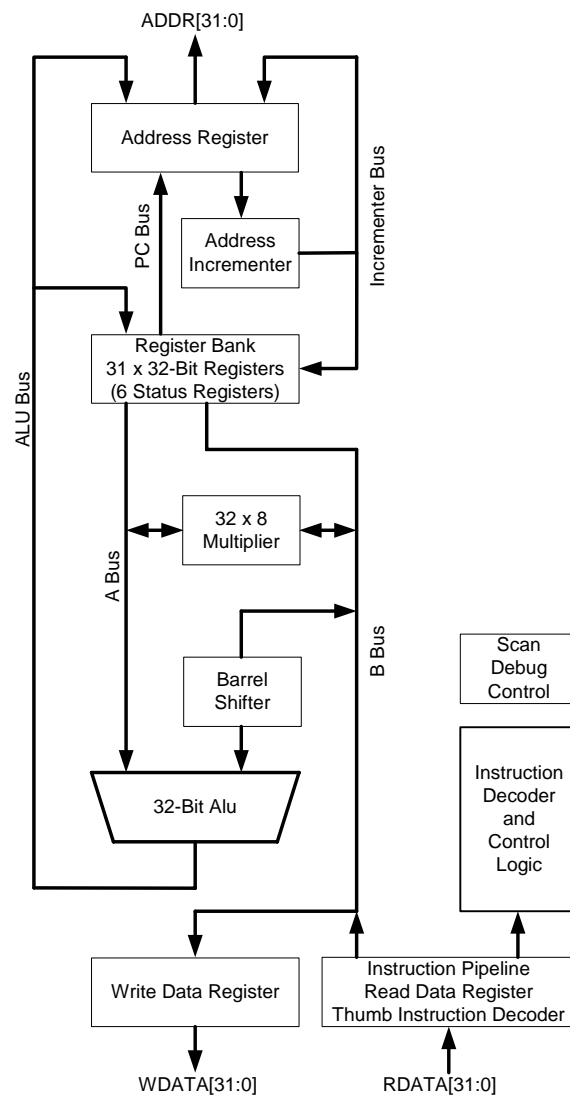 ADDR[31:0]
Address Register
PC Bus
Address
Incrementer
Incrementer Bus
Register Bank
31 x 32-Bit Registers
(6 Status Registers)
ALU Bus
32 x 8
Multiplier
A Bus
B Bus
Scan
Debug
Control
Barrel
Shifter
Instruction
Decoder
and
Control
Logic
32-Bit Alu
Write Data Register
Instruction Pipeline
Read Data Register
Thumb Instruction Decoder
WDATA[31:0]
RDATA[31:0]